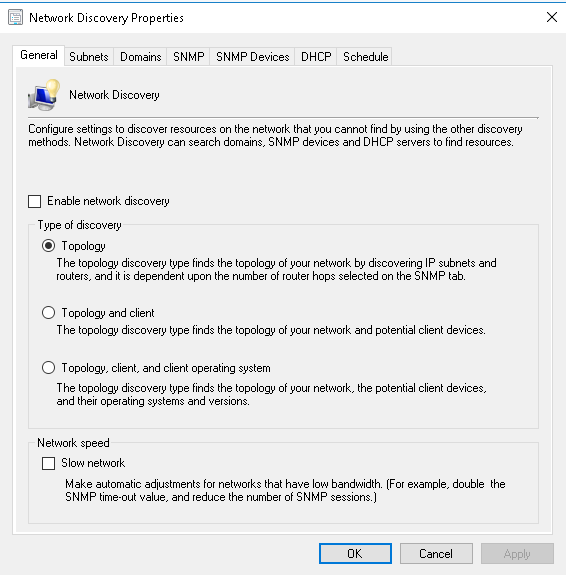 Network Discovery Properties
General Subnets Domains SNMP SNMP Devices DHCP Schedule
Network Discovery
Configure settings to discover resources on the network that you cannot find by using the other discovery
methods. Network Discovery can search domains, SNMP devices and DHCP servers to find resources.
Enable network discovery
Type of discovery
Topology
The topology discovery type finds the topology of your network by discovering IP subnets and
routers, and it is dependent upon the number of router hops selected on the SNMP tab.
Topology and client
The topology discovery type finds the topology of your network and potential client devices.
Topology, client, and client operating system
The topology discovery type finds the topology of your network, the potential client devices,
and their operating systems and versions.
Network speed
Slow network
Make automatic adjustments for networks that have low bandwidth. (For example, double the
SNMP time-out value, and reduce the number of SNMP sessions.)
OK Cancel Apply